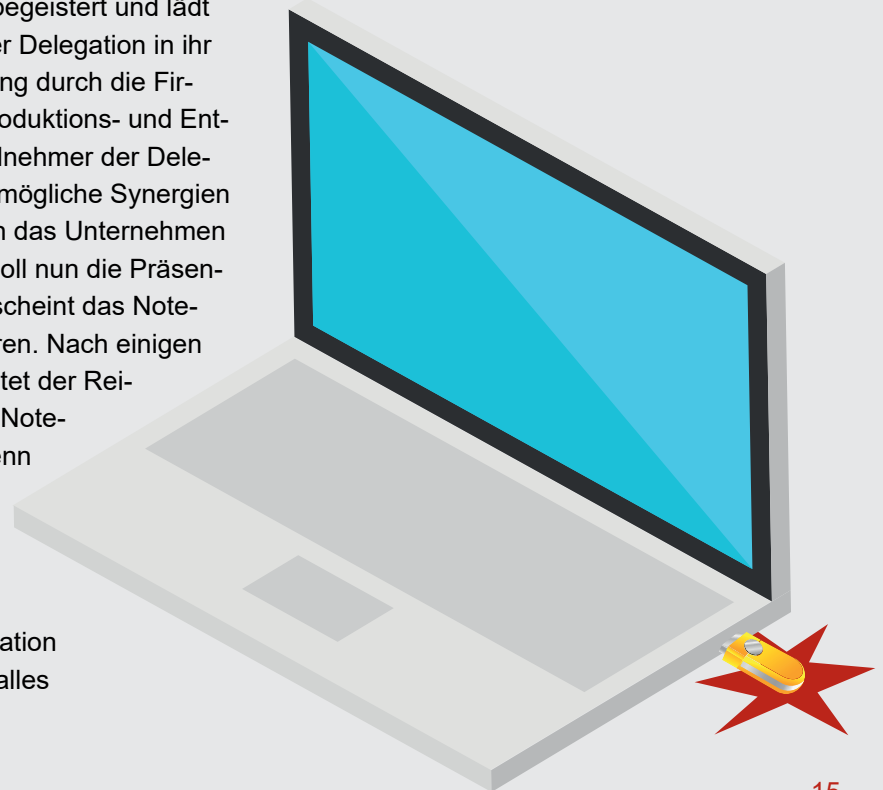 begeistert und lädt
er Delegation in ihr
ng durch die Fir-
oduktions- und Ent-
lnehmer der Dele-
mögliche Synergien
n das Unternehmen
oll nun die Präsen-
scheint das Note-
ren. Nach einigen
tet der Rei-
Note-
enn
ation
alles
15